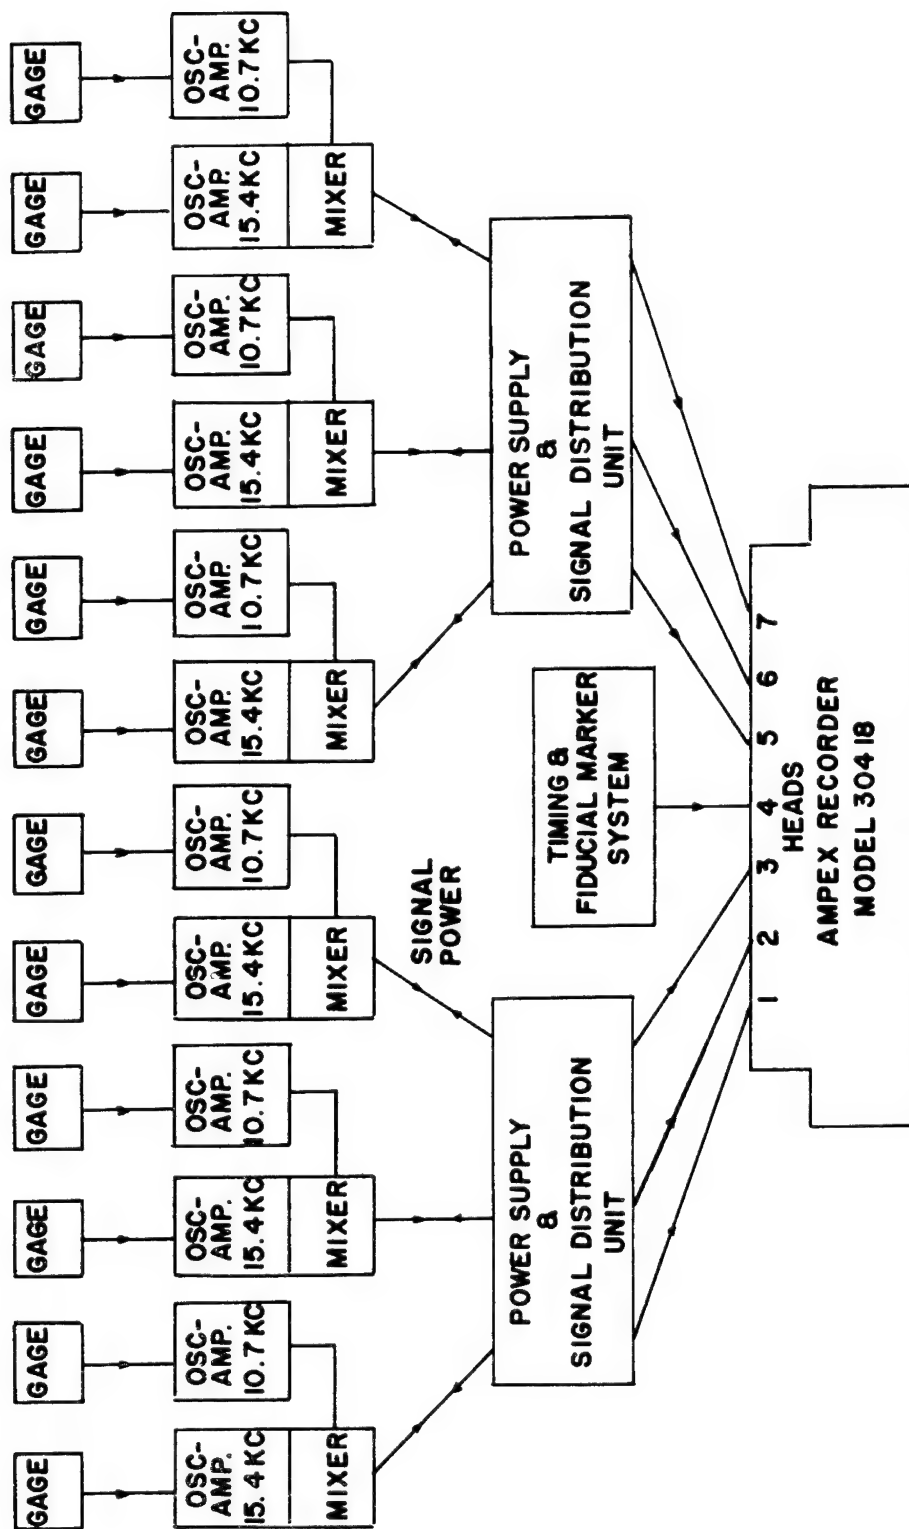 GAGE
GAGE
GAGE
GAGE
GAGE
GAGE
GAGE
GAGE
GAGE
GAGE
GAGE
GAGE
OSC-
AMP.
15.4KC
MIXER
OSC-
AMP.
10.7KC
OSC-
AMP.
15.4KC
MIXER
OSC-
AMP.
10.7KC
OSC-
AMP.
15.4KC
MIXER
OSC-
AMP.
10.7KC
OSC-
AMP.
15.4KC
MIXER
OSC-
AMP.
10.7KC
OSC-
AMP.
15.4KC
MIXER
OSC-
AMP.
10.7KC
OSC-
AMP.
15.4KC
MIXER
OSC-
AMP.
10.7KC
SIGNAL
POWER
POWER SUPPLY
&
SIGNAL DISTRIBUTION
UNIT
TIMING &
FIDUCIAL MARKER
SYSTEM
POWER SUPPLY
&
SIGNAL DISTRIBUTION
UNIT
1 2 3 4 5 6 7
HEADS
AMPEX RECORDER
MODEL 30418